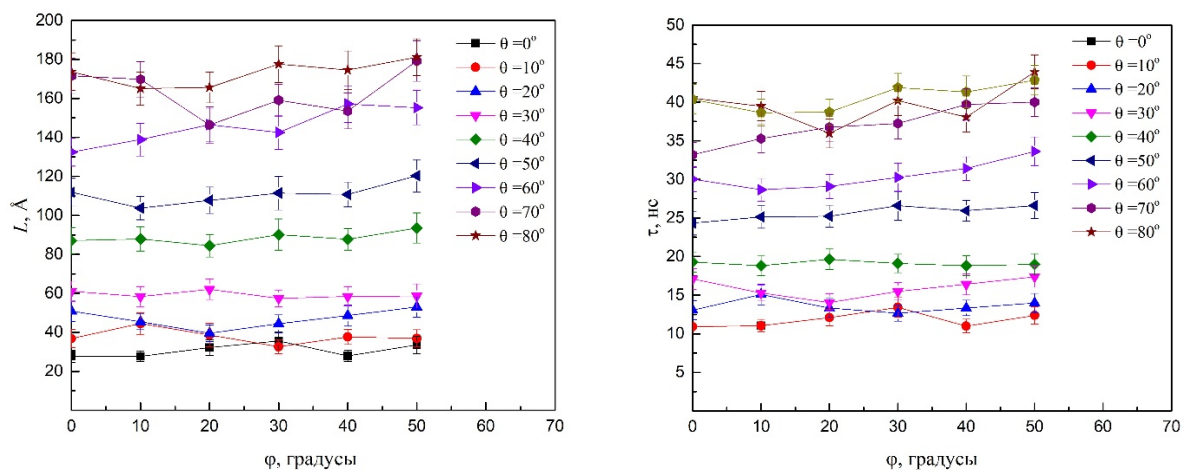 200
180
160
140
120
100
80
60
40
20
L, Å
0 10 20 30 40 50 60 70
φ, градусы
θ =0°
θ =10°
θ =20°
θ =30°
θ =40°
θ =50°
θ =60°
θ =70°
θ =80°
50
45
40
35
30
25
20
15
10
5
τ, нс
0 10 20 30 40 50 60 70
φ, градусы
θ =0°
θ =10°
θ =20°
θ =30°
θ =40°
θ =50°
θ =60°
θ =70°
θ =80°